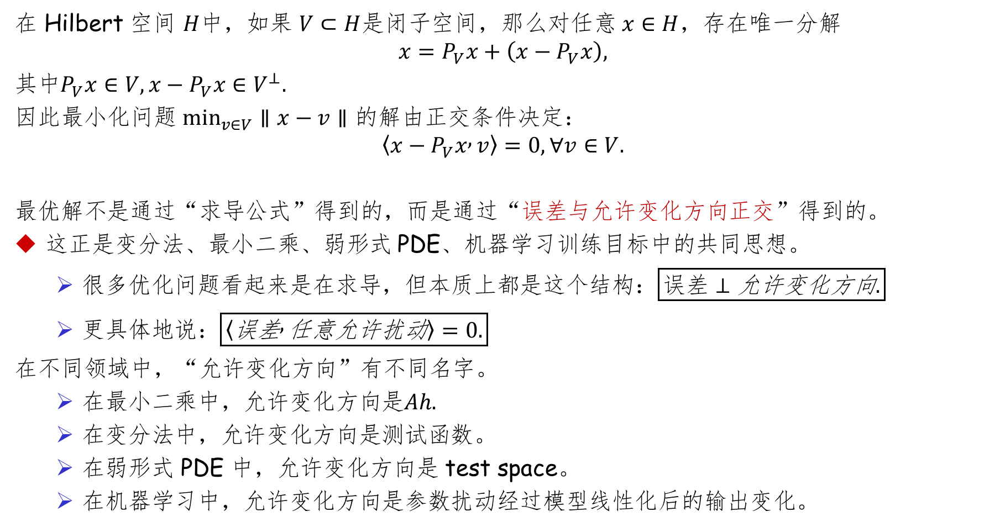 在 Hilbert 空间 H中，如果 V ⊂ H是闭子空间，那么对任意 x ∈ H，存在唯一分解
x = P_V x + (x − P_V x),
其中P_V x ∈ V, x − P_V x ∈ V^⊥.
因此最小化问题 min_{v∈V} ∥ x − v ∥ 的解由正交条件决定：
⟨x − P_V x, v⟩ = 0, ∀v ∈ V.
最优解不是通过“求导公式”得到的，而是通过“误差与允许变化方向正交”得到的。
◆ 这正是变分法、最小二乘、弱形式 PDE、机器学习训练目标中的共同思想。
➢ 很多优化问题看起来是在求导，但本质上都是这个结构：误差 ⊥ 允许变化方向.
➢ 更具体地说：⟨误差, 任意允许扰动⟩ = 0.
在不同领域中，“允许变化方向”有不同名字。
➢ 在最小二乘中，允许变化方向是Ah.
➢ 在变分法中，允许变化方向是测试函数。
➢ 在弱形式 PDE 中，允许变化方向是 test space。
➢ 在机器学习中，允许变化方向是参数扰动经过模型线性化后的输出变化。